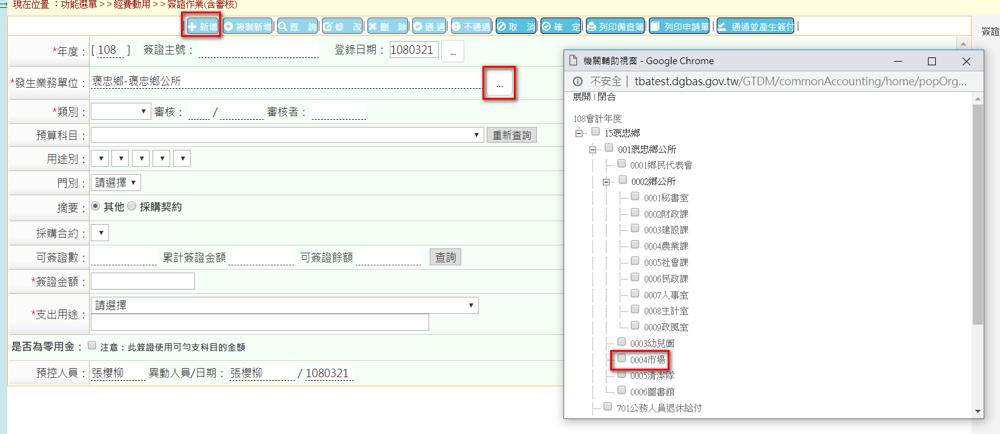 現在位置 ：功能選單>>經費動用>>簽證作業(含審核)
| 新增 | 複製新增 | 查 詢 | 修 改 | 刪 除 | 通過 | 不通過 | 取 消 | 確 定 | 列印備查簿 | 列印申請單 | 通過並產生簽付 |
簽證
*年度： [ 108 ] 簽證主號： 登錄日期： 1080321 ...
*發生業務單位： 褒忠鄉-褒忠鄉公所 ...
*類別： 審核： / 審核者：
預算科目： 重新查詢
用途別：
門別： 請選擇
摘要： 其他 採購契約
採購合約：
可簽證數： 累計簽證金額 可簽證餘額 查詢
*簽證金額：
*支出用途： 請選擇
是否為零用金： 注意：此簽證使用可勻支科目的金額
預控人員： 張櫻柳 異動人員/日期： 張櫻柳 / 1080321
機關輔助視窗 - Google Chrome
不安全 | tbatest.dgbas.gov.tw/GTDM/commonAccounting/home/popOrg...
展開 | 閉合
108會計年度
15褒忠鄉
001褒忠鄉公所
0001鄉民代表會
0002鄉公所
0001秘書室
0002財政課
0003建設課
0004農業課
0005社會課
0006民政課
0007人事室
0008主計室
0009政風室
0003幼兒園
0004市場
0005清潔隊
0006圖書館
701公務人員退休給付